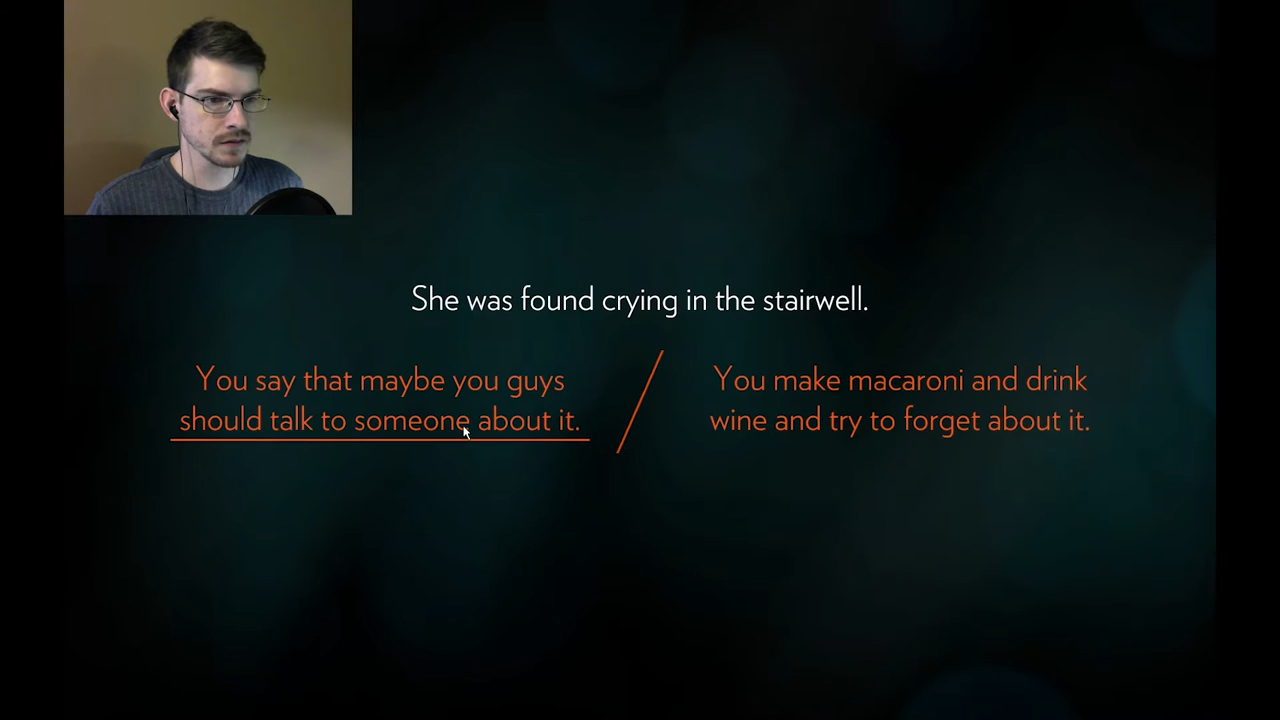 She was found crying in the stairwell.
You say that maybe you guys
should talk to someone about it.
You make macaroni and drink
wine and try to forget about it.